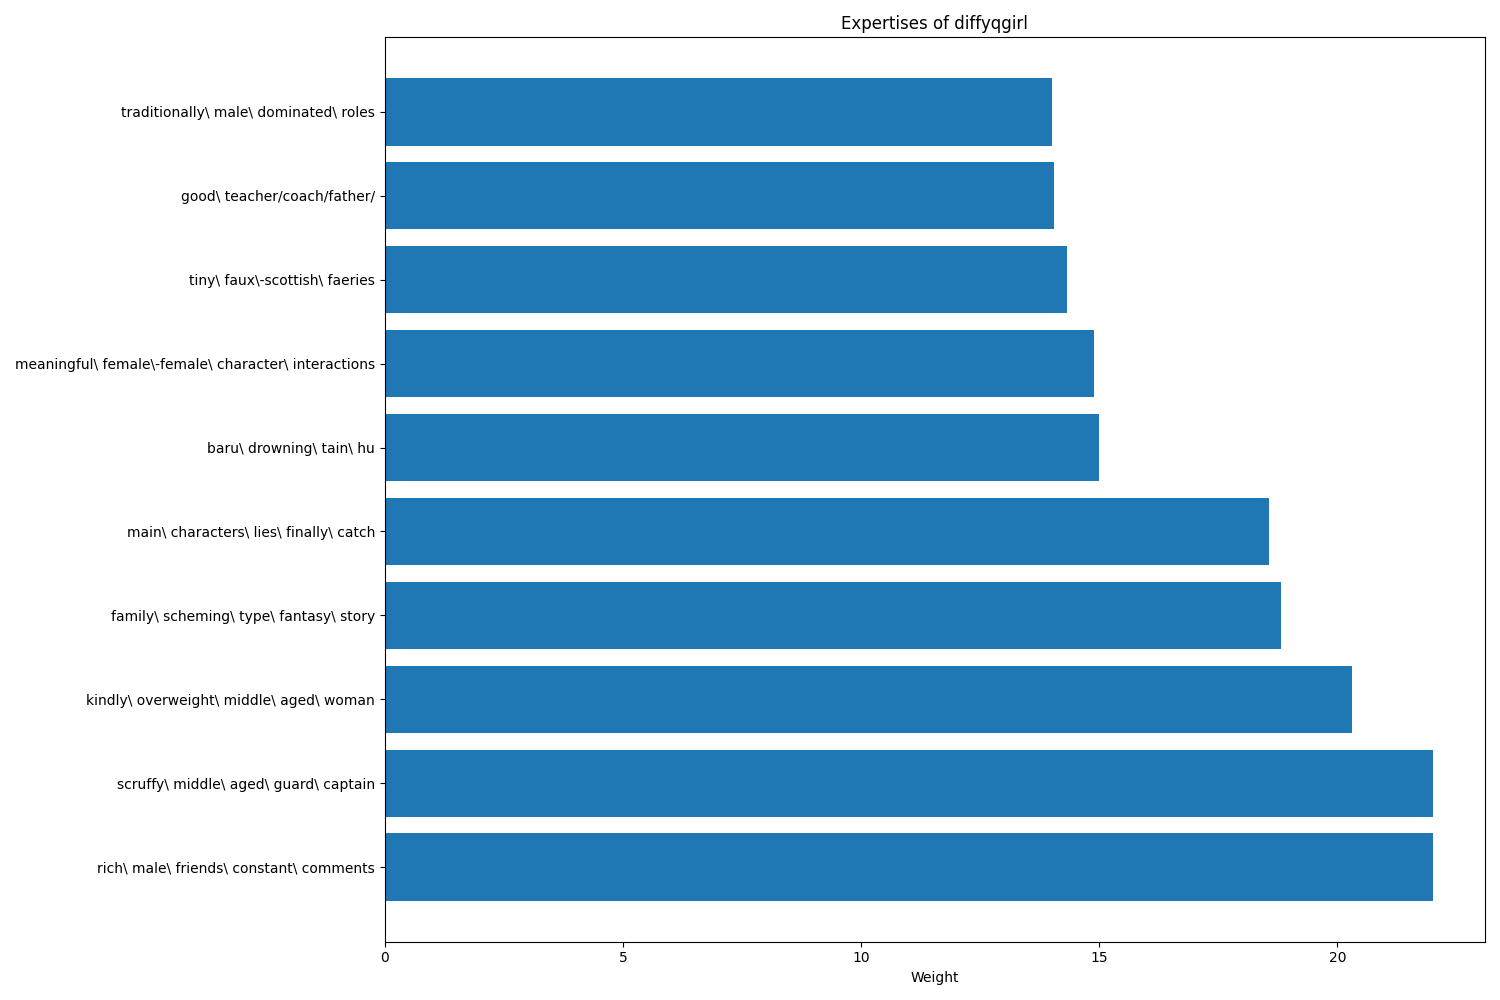 Expertises of diffyqgirl
traditionally\ male\ dominated\ roles
good\ teacher/coach/father/
tiny\ faux\-scottish\ faeries
meaningful\ female\-female\ character\ interactions
baru\ drowning\ tain\ hu
main\ characters\ lies\ finally\ catch
family\ scheming\ type\ fantasy\ story
kindly\ overweight\ middle\ aged\ woman
scruffy\ middle\ aged\ guard\ captain
rich\ male\ friends\ constant\ comments
0 5 10 15 20
Weight